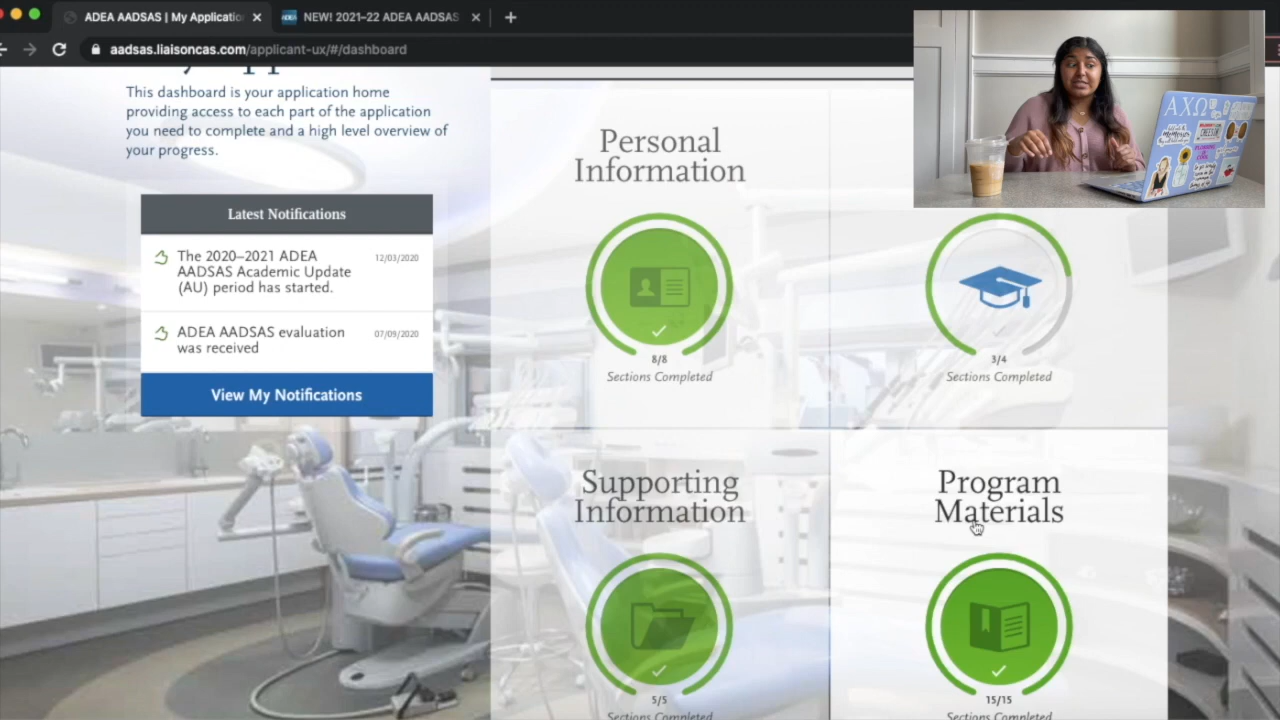 ADEA AADSAS | My Applicatio
NEW! 2021–22 ADEA AADSAS
aadsas.liaisoncas.com/applicant-ux/#/dashboard
This dashboard is your application home
providing access to each part of the application
you need to complete and a high level overview of
your progress.
Latest Notifications
The 2020–2021 ADEA
AADSAS Academic Update
(AU) period has started.
12/03/2020
ADEA AADSAS evaluation
was received
07/09/2020
View My Notifications
Personal
Information
8/8
Sections Completed
3/4
Sections Completed
Supporting
Information
5/5
Sections Completed
Program
Materials
15/15
Sections Completed
ΑΧΩ